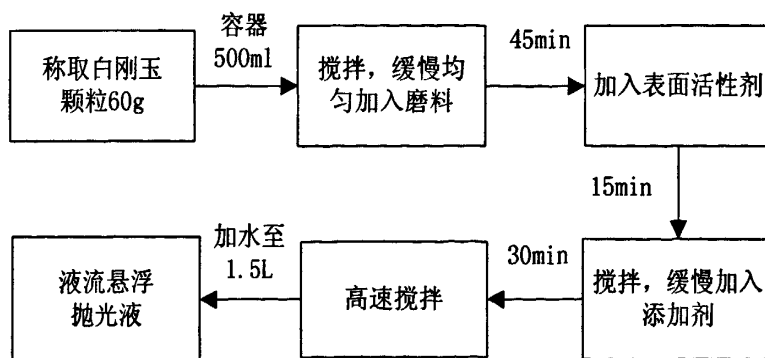 容器
500ml
45min
称取白刚玉
颗粒60g
搅拌，缓慢均
匀加入磨料
加入表面活性剂
15min
搅拌，缓慢加入
添加剂
30min
高速搅拌
加水至
1.5L
液流悬浮
抛光液